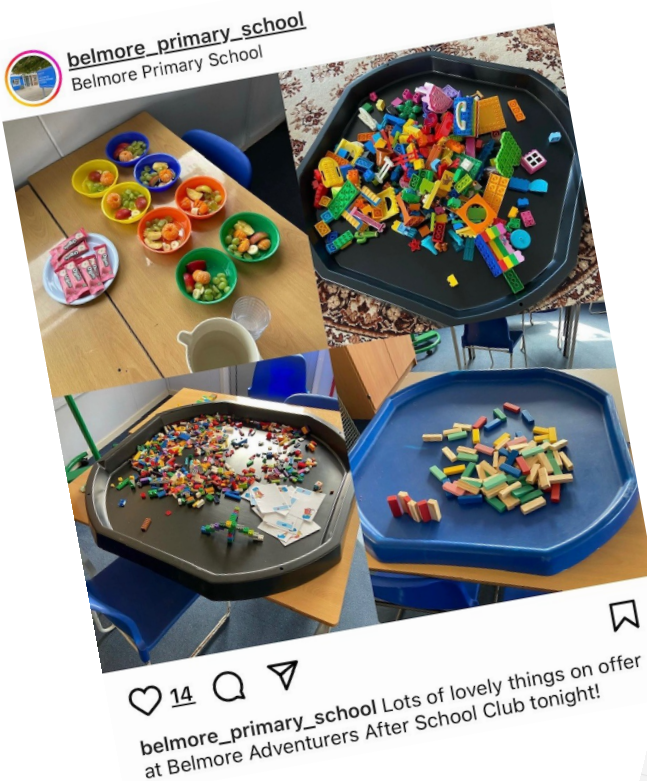 belmore_primary_school
Belmore Primary School
14
belmore_primary_school Lots of lovely things on offer
at Belmore Adventurers After School Club tonight!